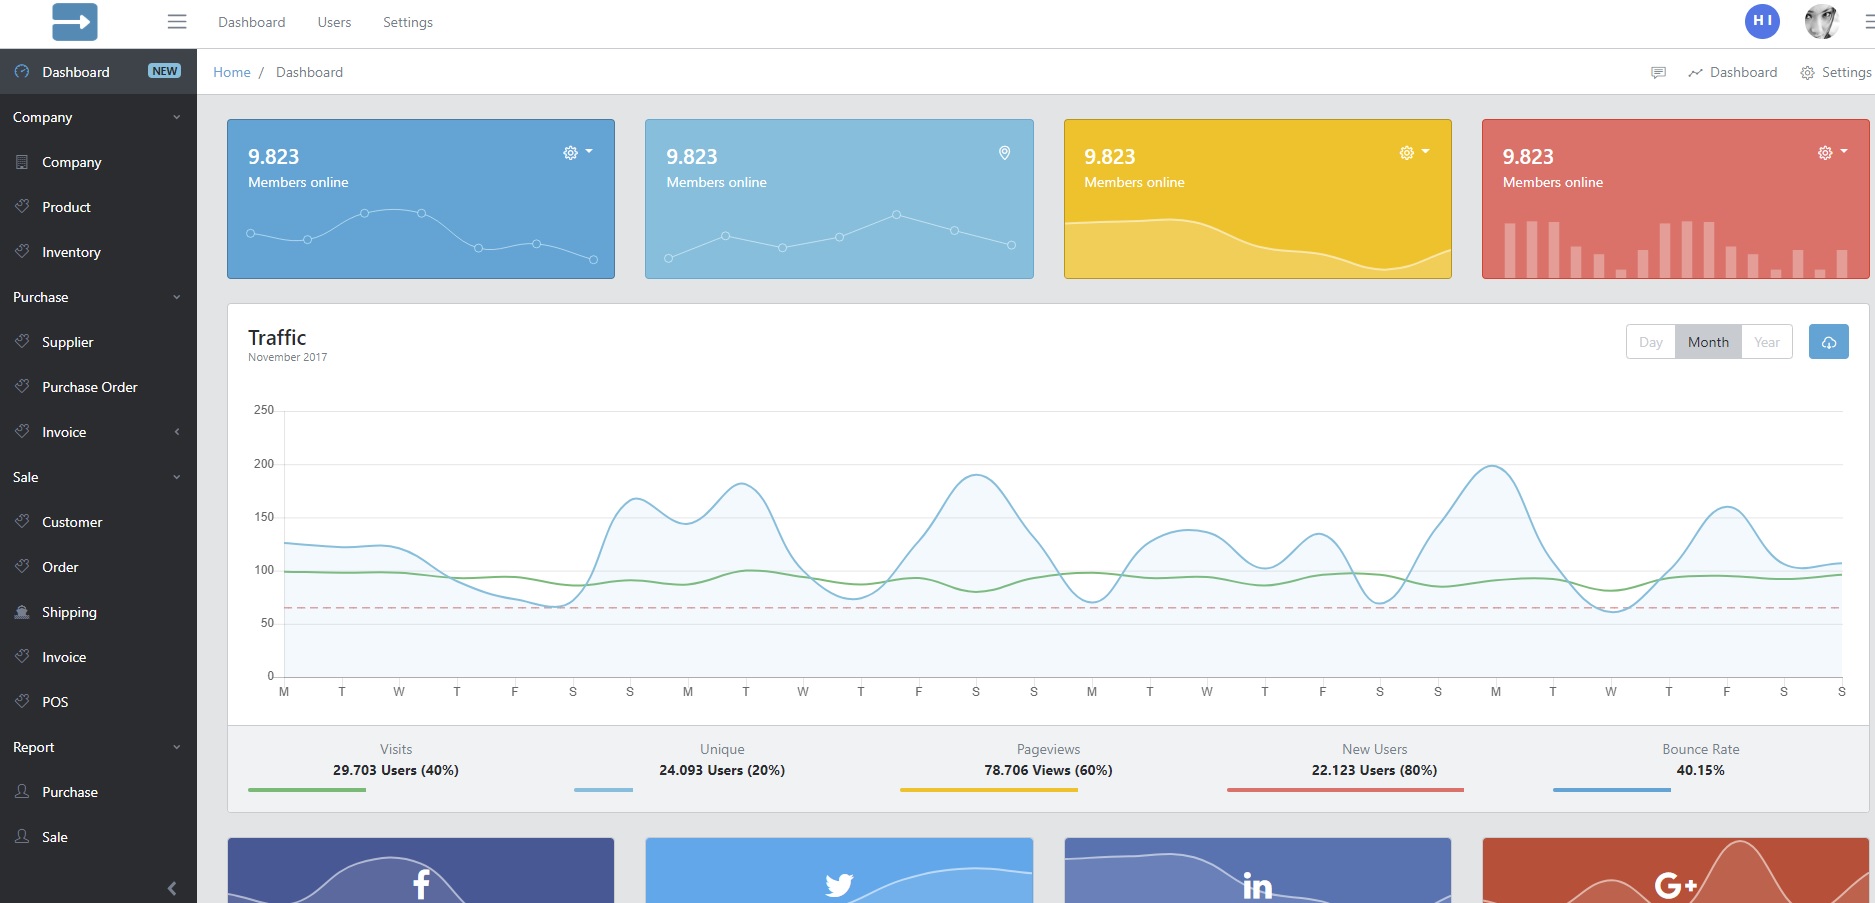 Dashboard Users Settings H I
Dashboard NEW
Home / Dashboard Dashboard Settings
Company
Company
Product
Inventory
Purchase
Supplier
Purchase Order
Invoice
Sale
Customer
Order
Shipping
Invoice
POS
Report
Purchase
Sale
9.823
Members online
9.823
Members online
9.823
Members online
9.823
Members online
Traffic
November 2017
Day Month Year
250
200
150
100
50
0
M T W T F S S M T W T F S S M T W T F S S M T W T F S S
Visits
29.703 Users (40%)
Unique
24.093 Users (20%)
Pageviews
78.706 Views (60%)
New Users
22.123 Users (80%)
Bounce Rate
40.15%
f
in
G+